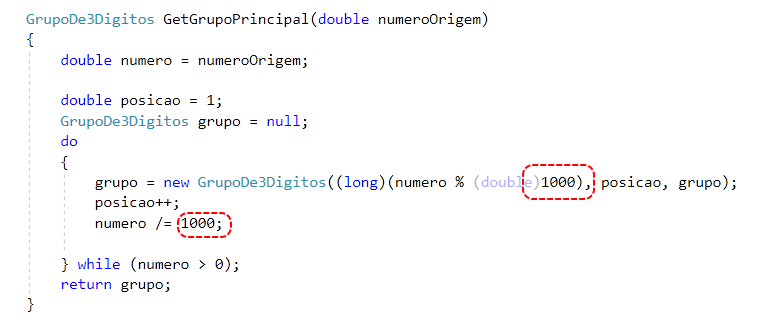 GrupoDe3Digitos GetGrupoPrincipal(double numeroOrigem)
{
    double numero = numeroOrigem;

    double posicao = 1;
    GrupoDe3Digitos grupo = null;
    do
    {
        grupo = new GrupoDe3Digitos((long)(numero % (double)1000), posicao, grupo);
        posicao++;
        numero /= 1000;

    } while (numero > 0);
    return grupo;
}